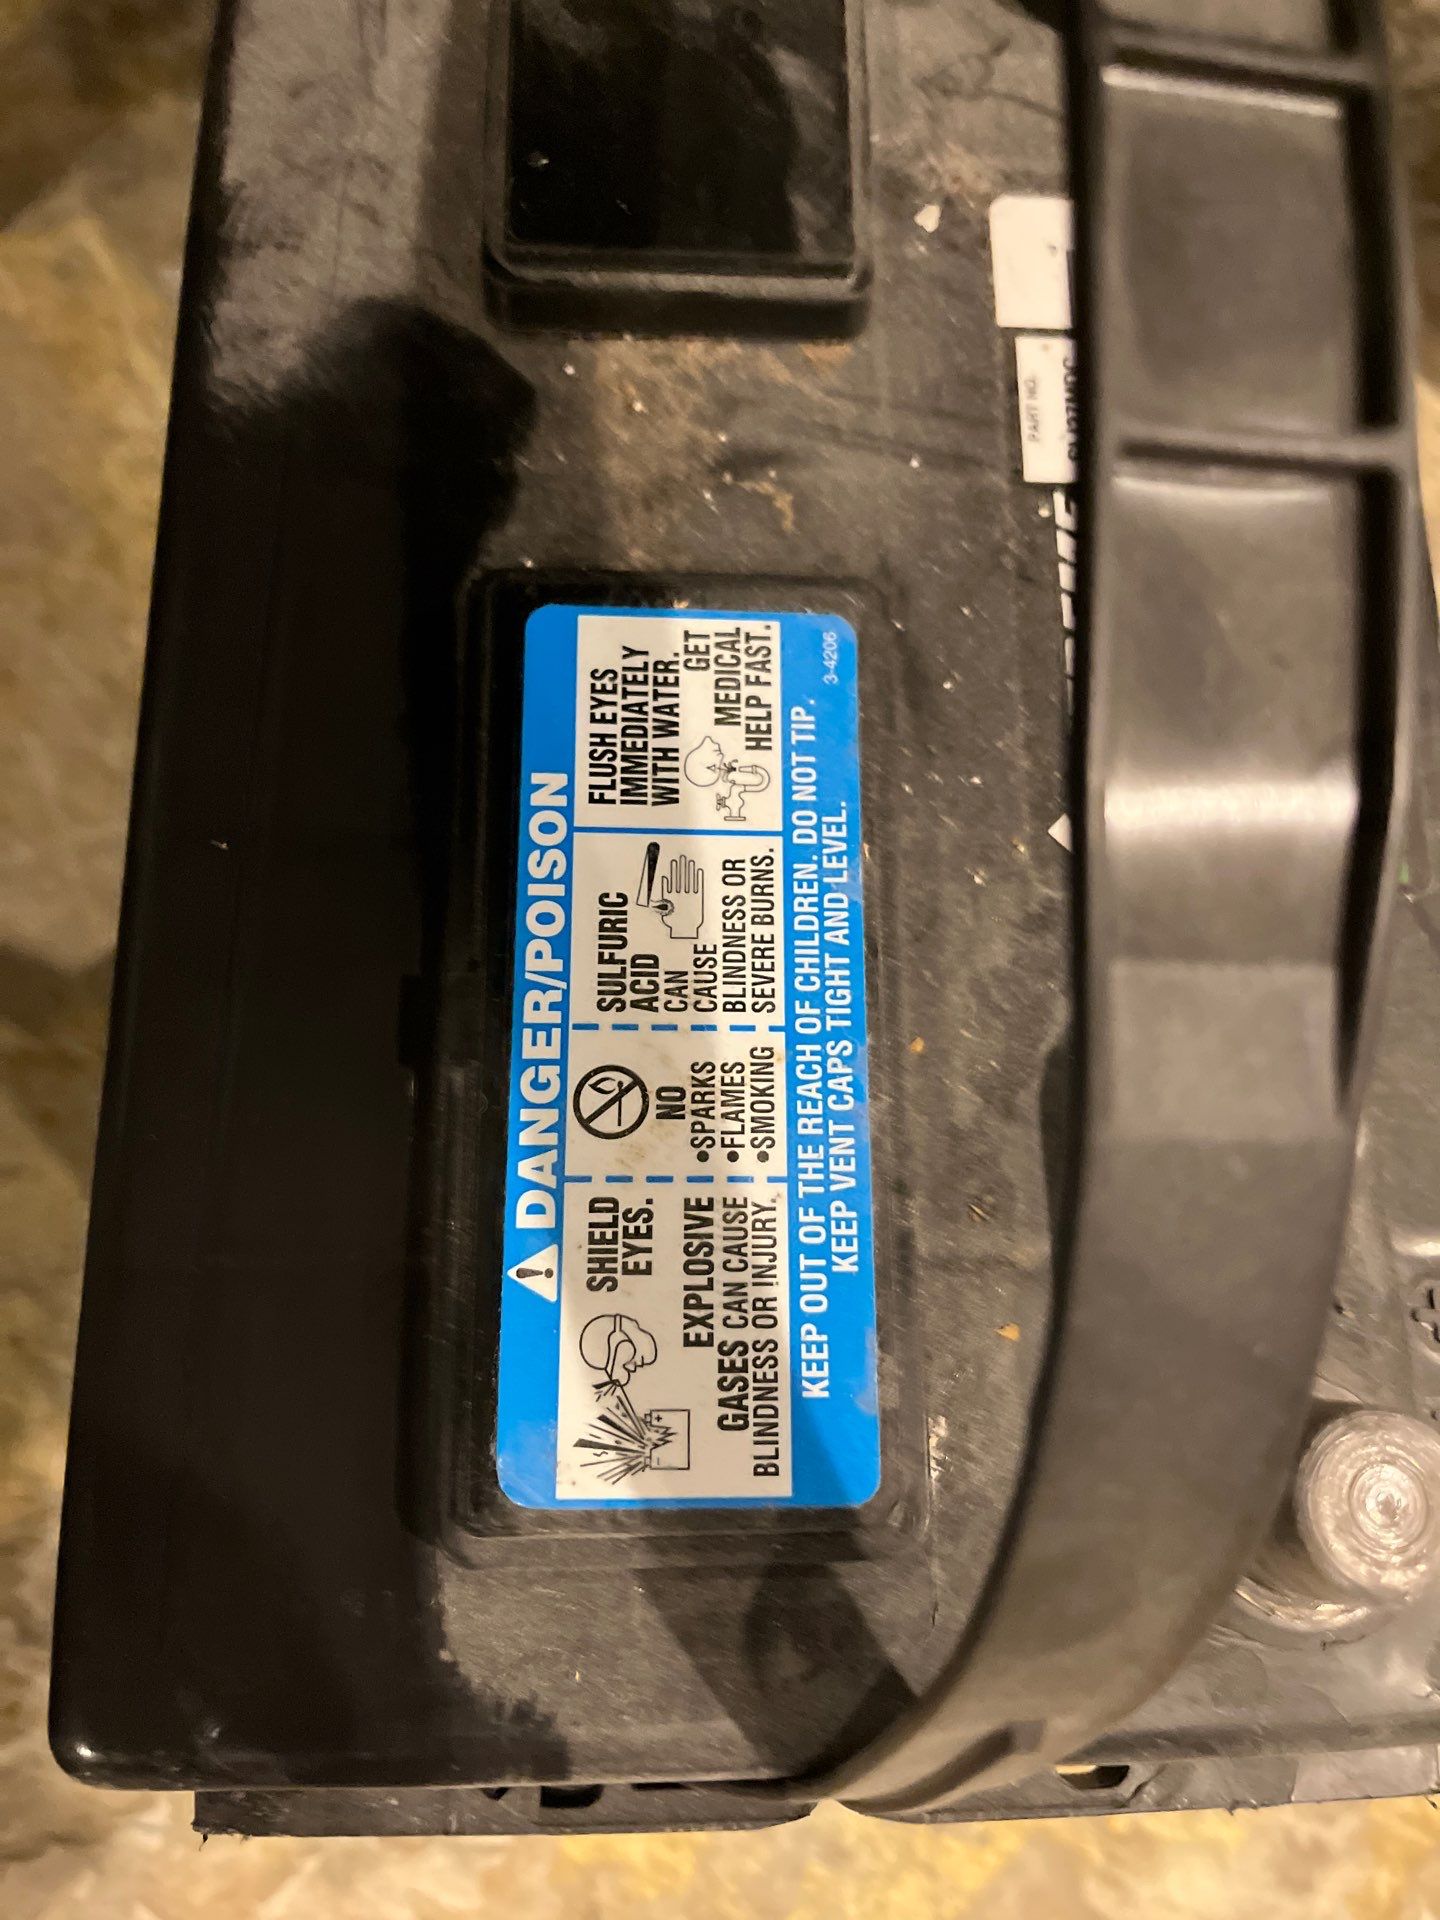 DANGER/POISON
SHIELD
EYES.
EXPLOSIVE
GASES CAN CAUSE
BLINDNESS OR INJURY.
NO
•SPARKS
•FLAMES
•SMOKING
SULFURIC
ACID
CAN
CAUSE
BLINDNESS OR
SEVERE BURNS.
FLUSH EYES
IMMEDIATELY
WITH WATER.
GET
MEDICAL
HELP FAST.
KEEP OUT OF THE REACH OF CHILDREN. DO NOT TIP.
KEEP VENT CAPS TIGHT AND LEVEL.
3-4206
PART NO.